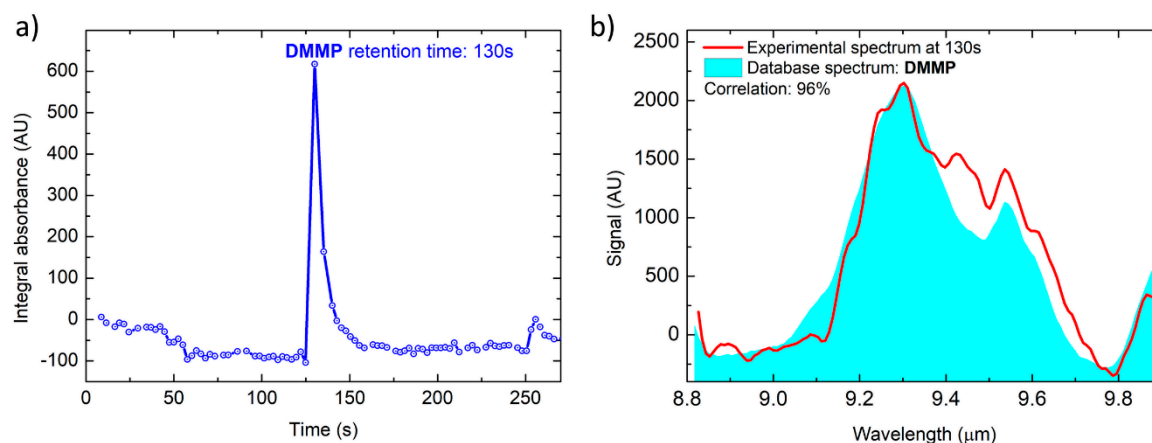 a)
DMMP retention time: 130s
600
500
400
300
200
100
0
-100
Integral absorbance (AU)
0 50 100 150 200 250
Time (s)
b)
Experimental spectrum at 130s
Database spectrum: DMMP
Correlation: 96%
2500
2000
1500
1000
500
0
Signal (AU)
8.8 9.0 9.2 9.4 9.6 9.8
Wavelength (μm)